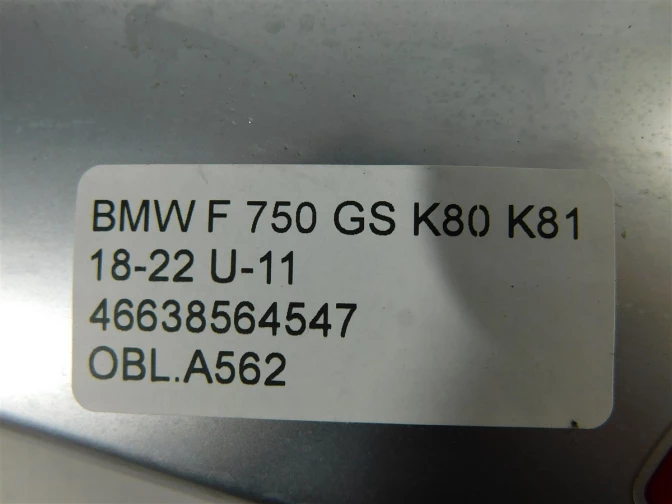 BMW F 750 GS K80 K81
18-22 U-11
46638564547
OBL.A562